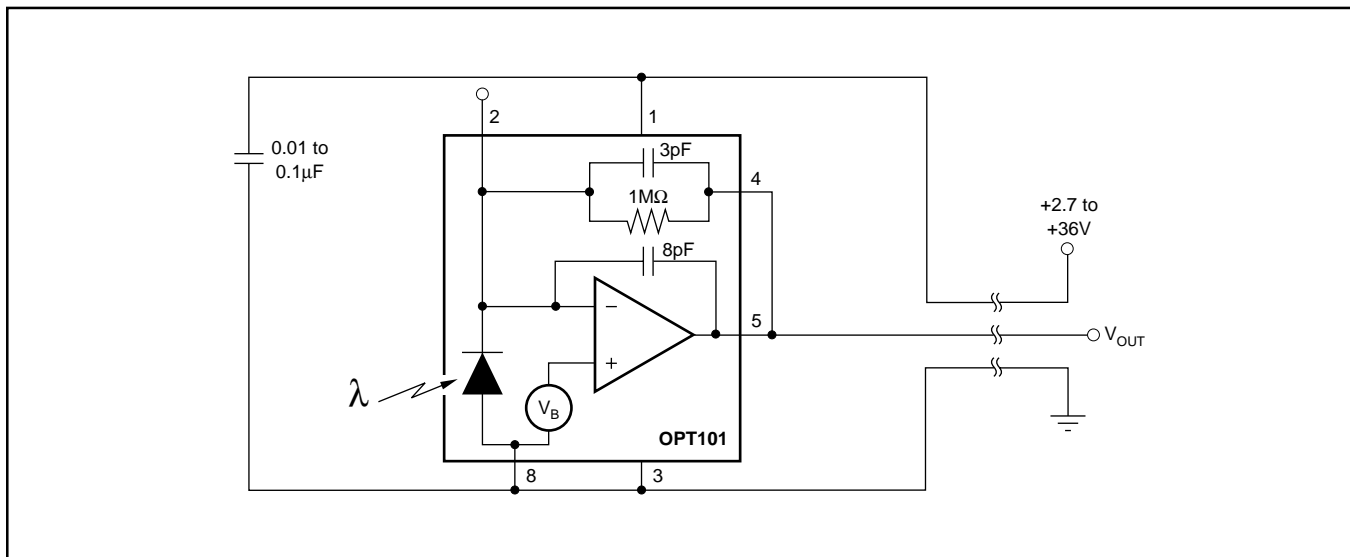 2
1
0.01 to
0.1μF
3pF
4
1MΩ
+2.7 to
+36V
8pF
–
5
V_OUT
+
λ
V_B
OPT101
8
3